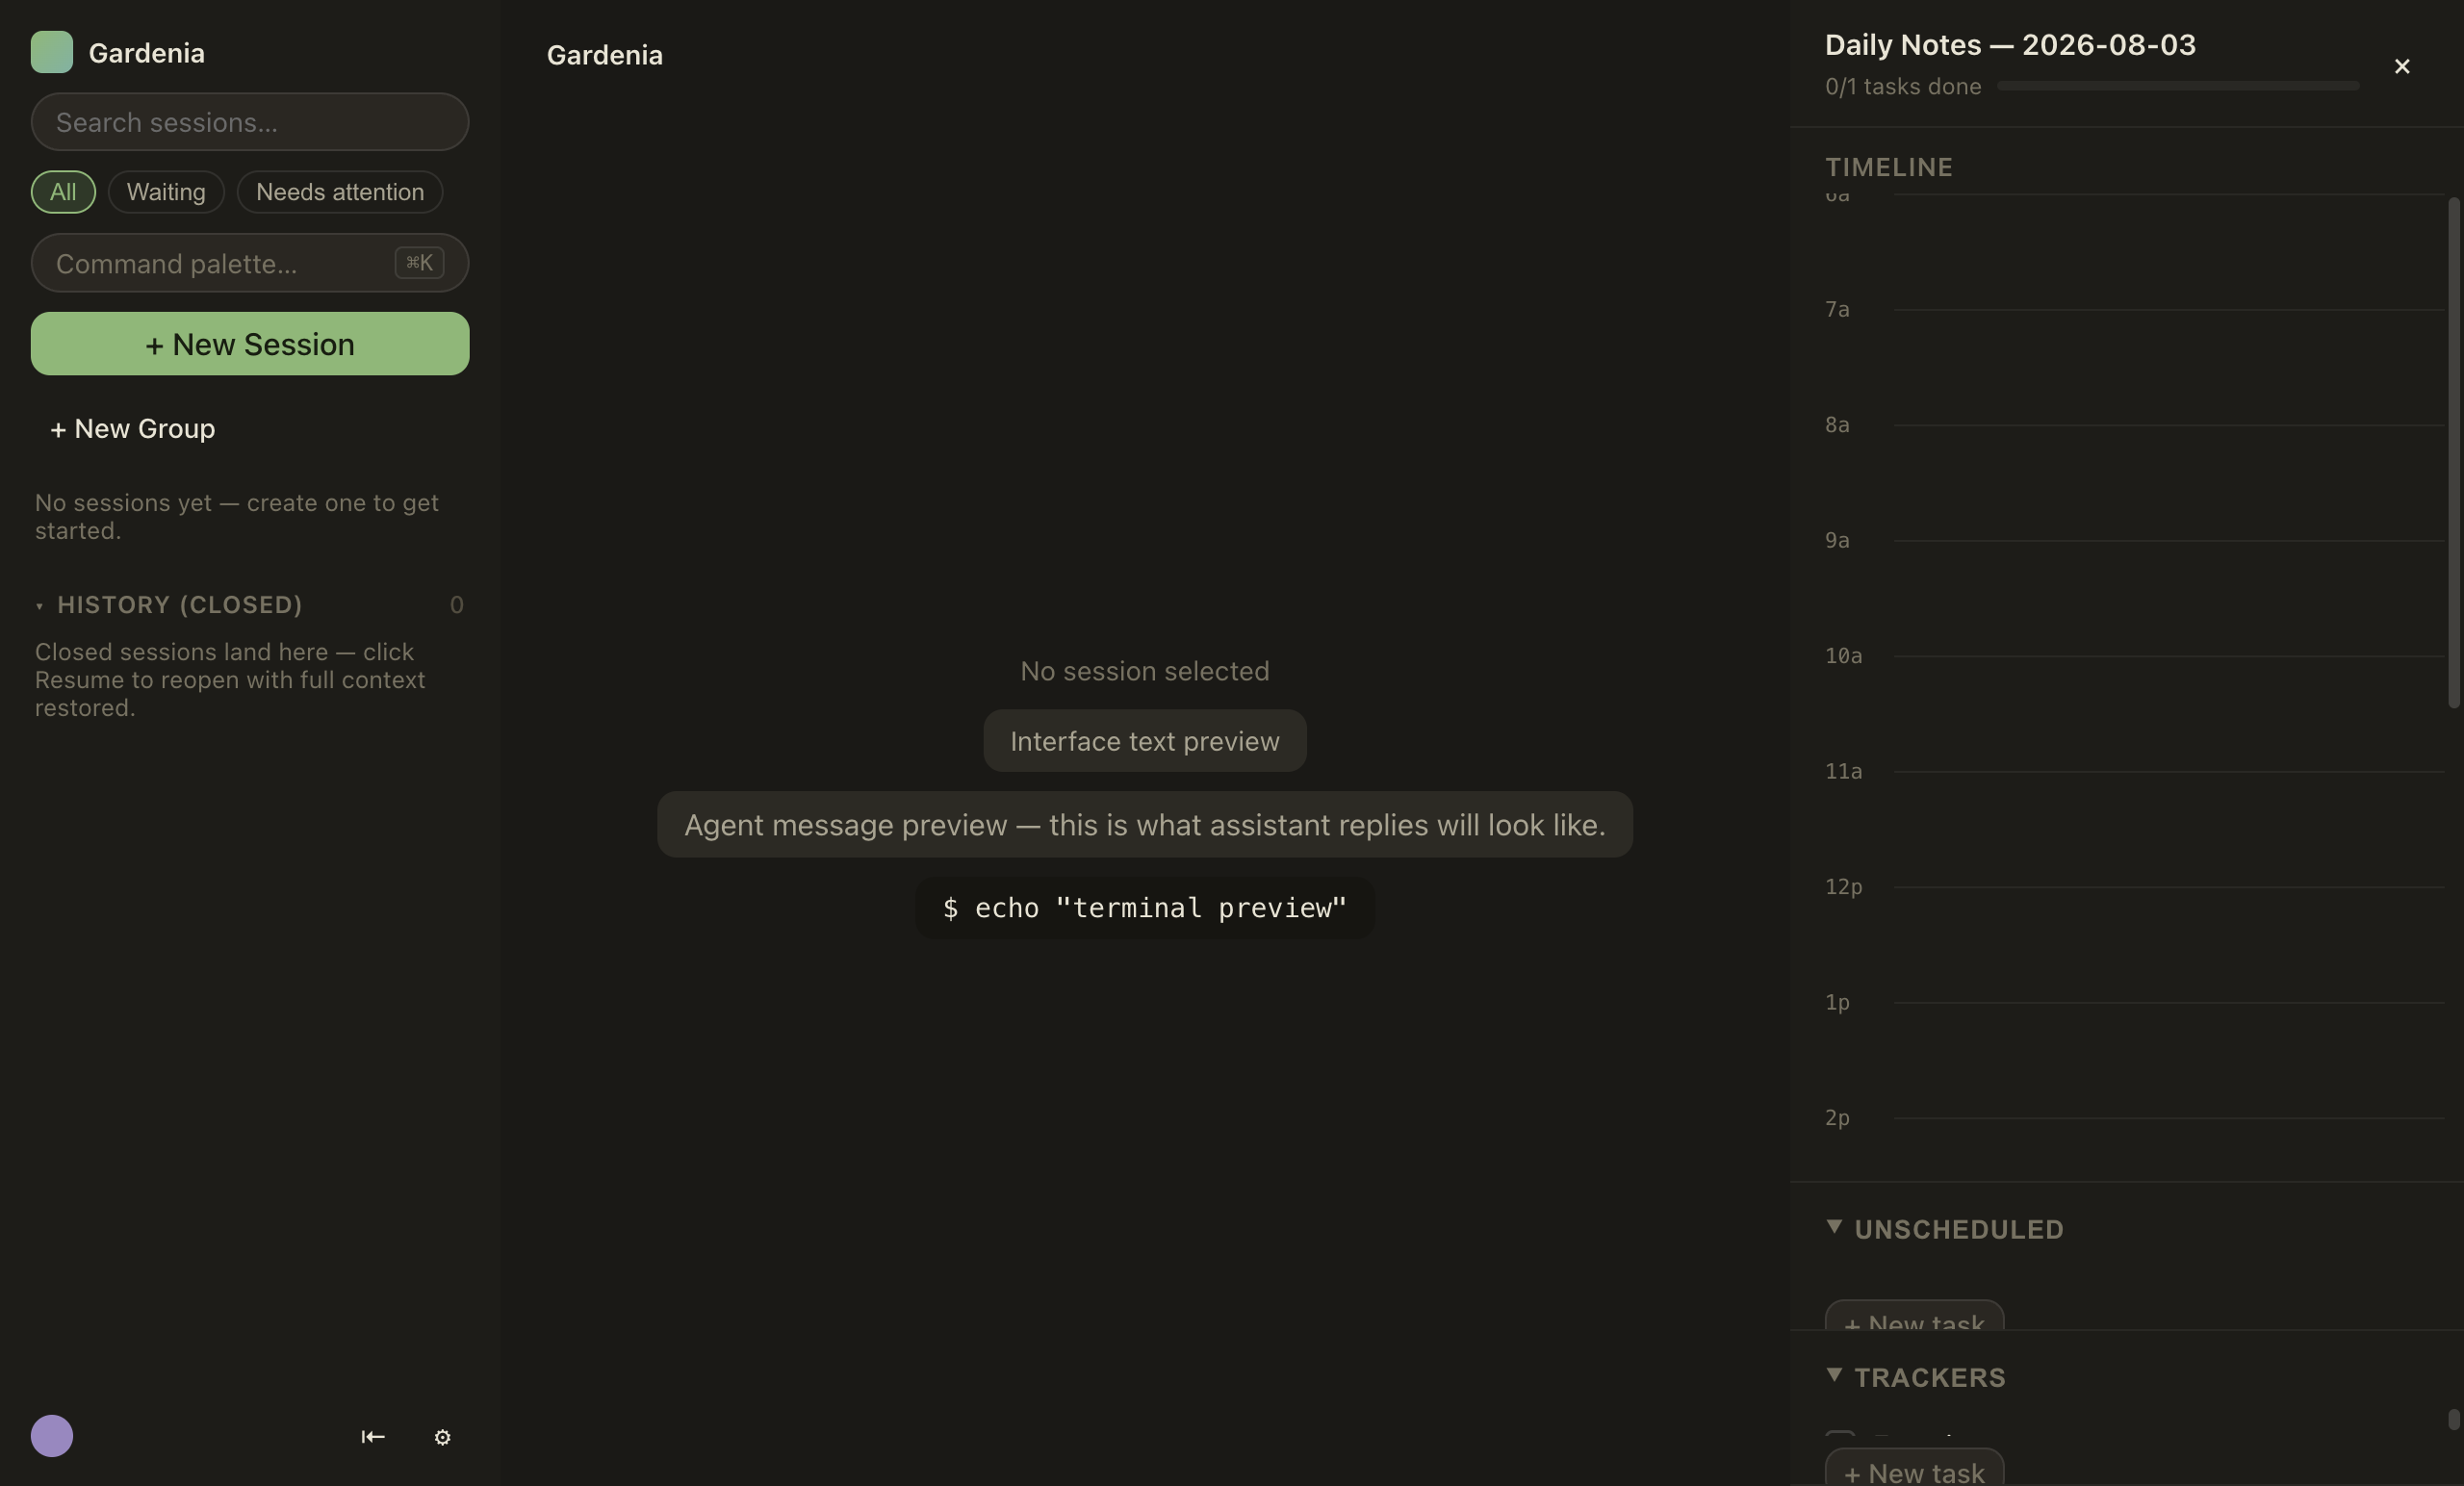 Gardenia
Search sessions...
All
Waiting
Needs attention
Command palette...
⌘K
+ New Session
+ New Group
No sessions yet — create one to get
started.
▾ HISTORY (CLOSED) 0
Closed sessions land here — click
Resume to reopen with full context
restored.
Gardenia
No session selected
Interface text preview
Agent message preview — this is what assistant replies will look like.
$ echo "terminal preview"
Daily Notes — 2026-08-03
0/1 tasks done
×
TIMELINE
6a
7a
8a
9a
10a
11a
12p
1p
2p
▼ UNSCHEDULED
+ New task
▼ TRACKERS
+ New task